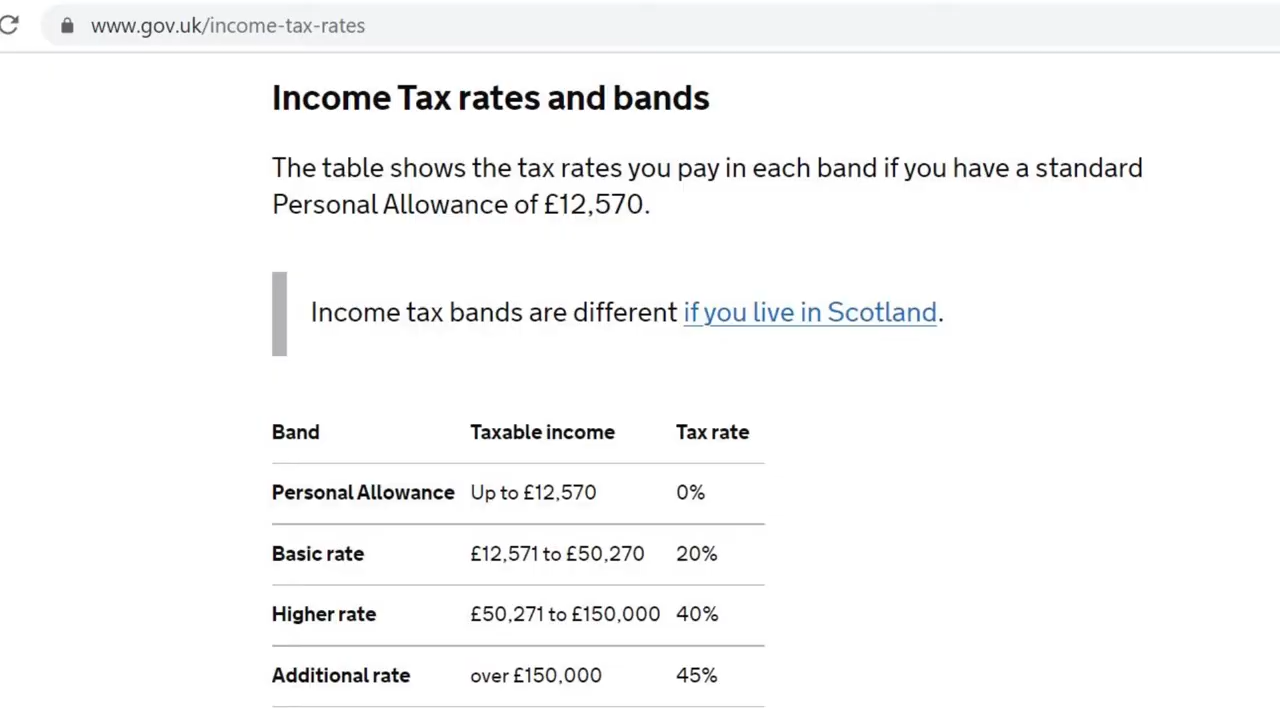 www.gov.uk/income-tax-rates
Income Tax rates and bands
The table shows the tax rates you pay in each band if you have a standard
Personal Allowance of £12,570.
Income tax bands are different if you live in Scotland.
Band Taxable income Tax rate
Personal Allowance Up to £12,570 0%
Basic rate £12,571 to £50,270 20%
Higher rate £50,271 to £150,000 40%
Additional rate over £150,000 45%